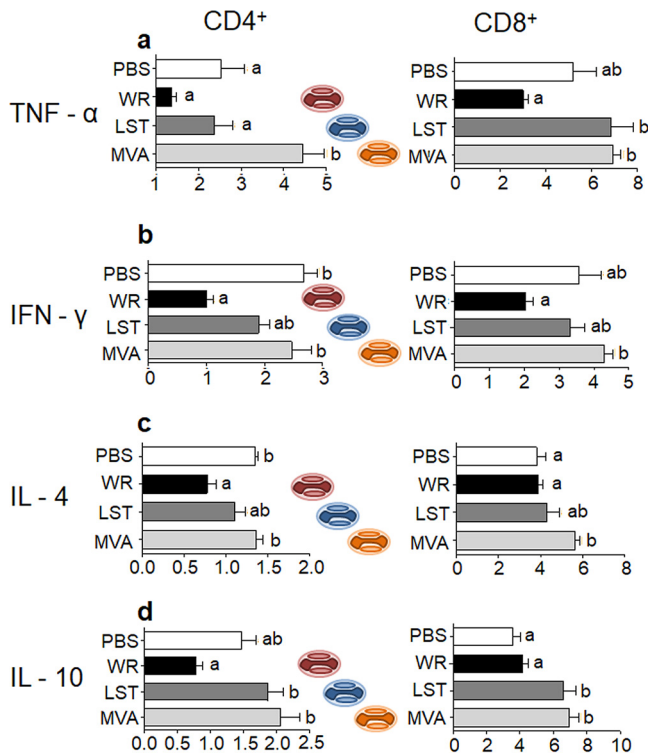 CD4+ CD8+
a
TNF - α
PBS a PBS ab
WR a WR a
LST a LST b
MVA b MVA b
1 2 3 4 5 0 2 4 6 8
b
IFN - γ
PBS b PBS ab
WR a WR a
LST ab LST ab
MVA b MVA b
0 1 2 3 0 1 2 3 4 5
c
IL - 4
PBS b PBS a
WR a WR a
LST ab LST ab
MVA b MVA b
0.0 0.5 1.0 1.5 2.0 0 2 4 6 8
d
IL - 10
PBS ab PBS a
WR a WR a
LST b LST b
MVA b MVA b
0.0 0.5 1.0 1.5 2.0 2.5 0 2 4 6 8 10